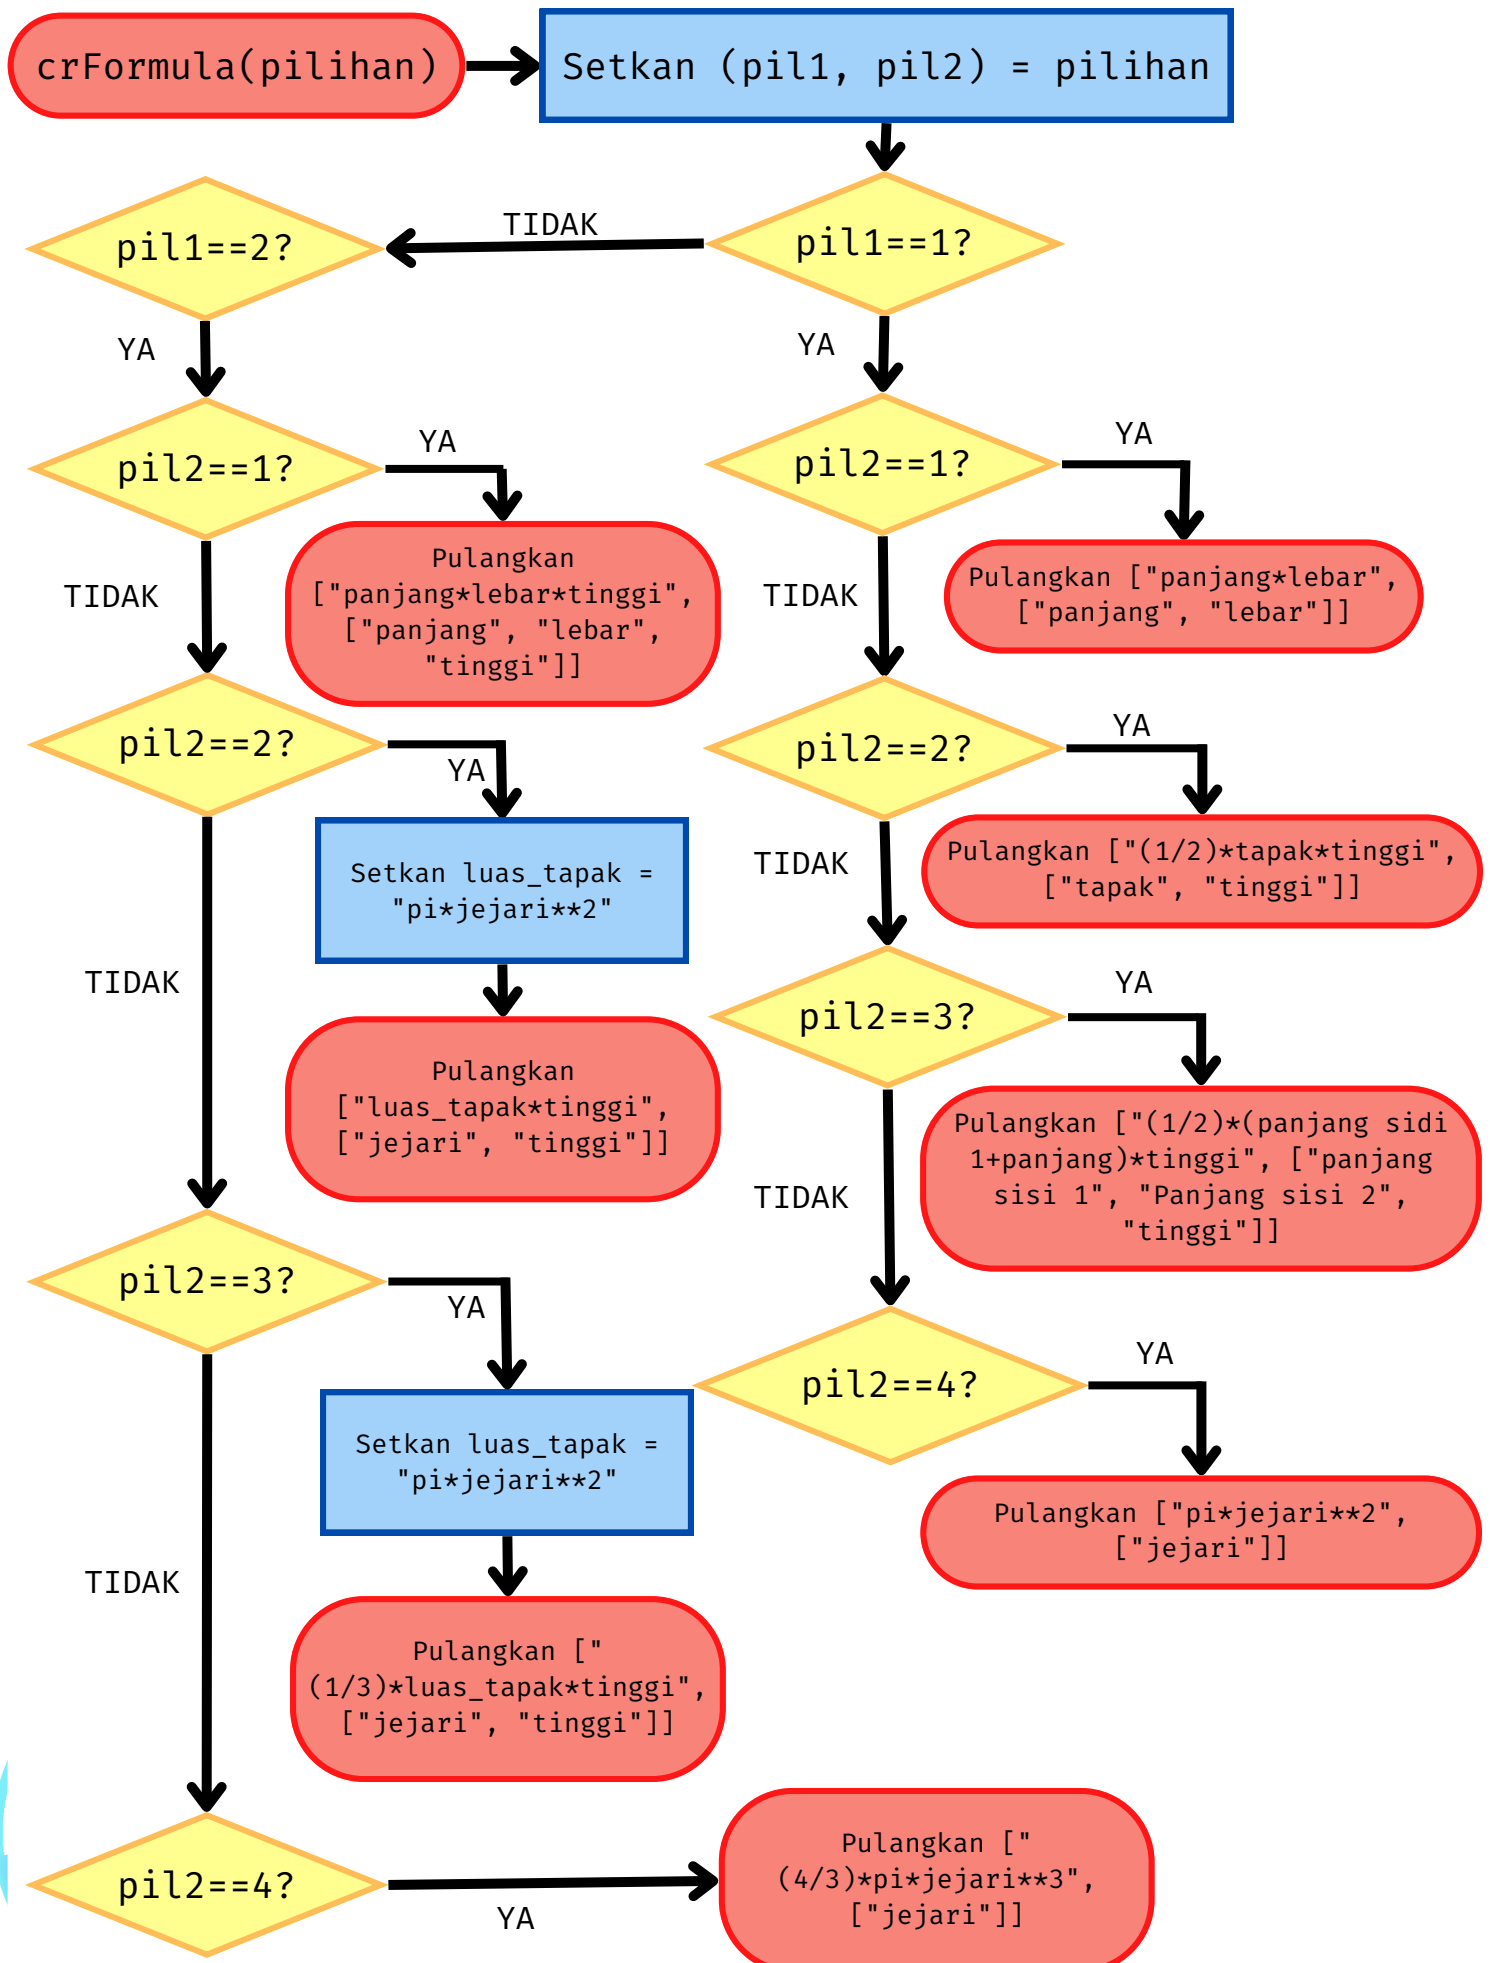 crFormula(pilihan)
Setkan (pil1, pil2) = pilihan
pil1==2?
TIDAK
pil1==1?
YA
YA
pil2==1?
YA
pil2==1?
YA
TIDAK
Pulangkan
["panjang*lebar*tinggi",
["panjang", "lebar",
"tinggi"]]
TIDAK
Pulangkan ["panjang*lebar",
["panjang", "lebar"]]
pil2==2?
YA
pil2==2?
YA
Setkan luas_tapak =
"pi*jejari**2"
TIDAK
Pulangkan ["(1/2)*tapak*tinggi",
["tapak", "tinggi"]]
TIDAK
Pulangkan
["luas_tapak*tinggi",
["jejari", "tinggi"]]
pil2==3?
YA
TIDAK
Pulangkan ["(1/2)*(panjang sidi
1+panjang)*tinggi", ["panjang
sisi 1", "Panjang sisi 2",
"tinggi"]]
pil2==3?
YA
Setkan luas_tapak =
"pi*jejari**2"
pil2==4?
YA
Pulangkan ["pi*jejari**2",
["jejari"]]
TIDAK
Pulangkan ["
(1/3)*luas_tapak*tinggi",
["jejari", "tinggi"]]
pil2==4?
YA
Pulangkan ["
(4/3)*pi*jejari**3",
["jejari"]]